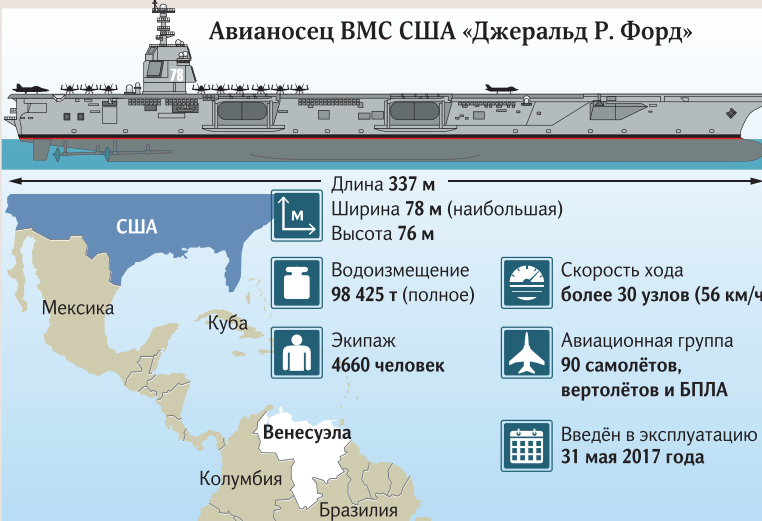 Авианосец ВМС США «Джеральд Р. Форд»
78
Длина 337 м
Ширина 78 м (наибольшая)
Высота 76 м
м
США
Водоизмещение
98 425 т (полное)
Скорость хода
более 30 узлов (56 км/ч
Мексика
Куба
Экипаж
4660 человек
Авиационная группа
90 самолётов,
вертолётов и БПЛА
Венесуэла
Введён в эксплуатацию
31 мая 2017 года
Колумбия
Бразилия